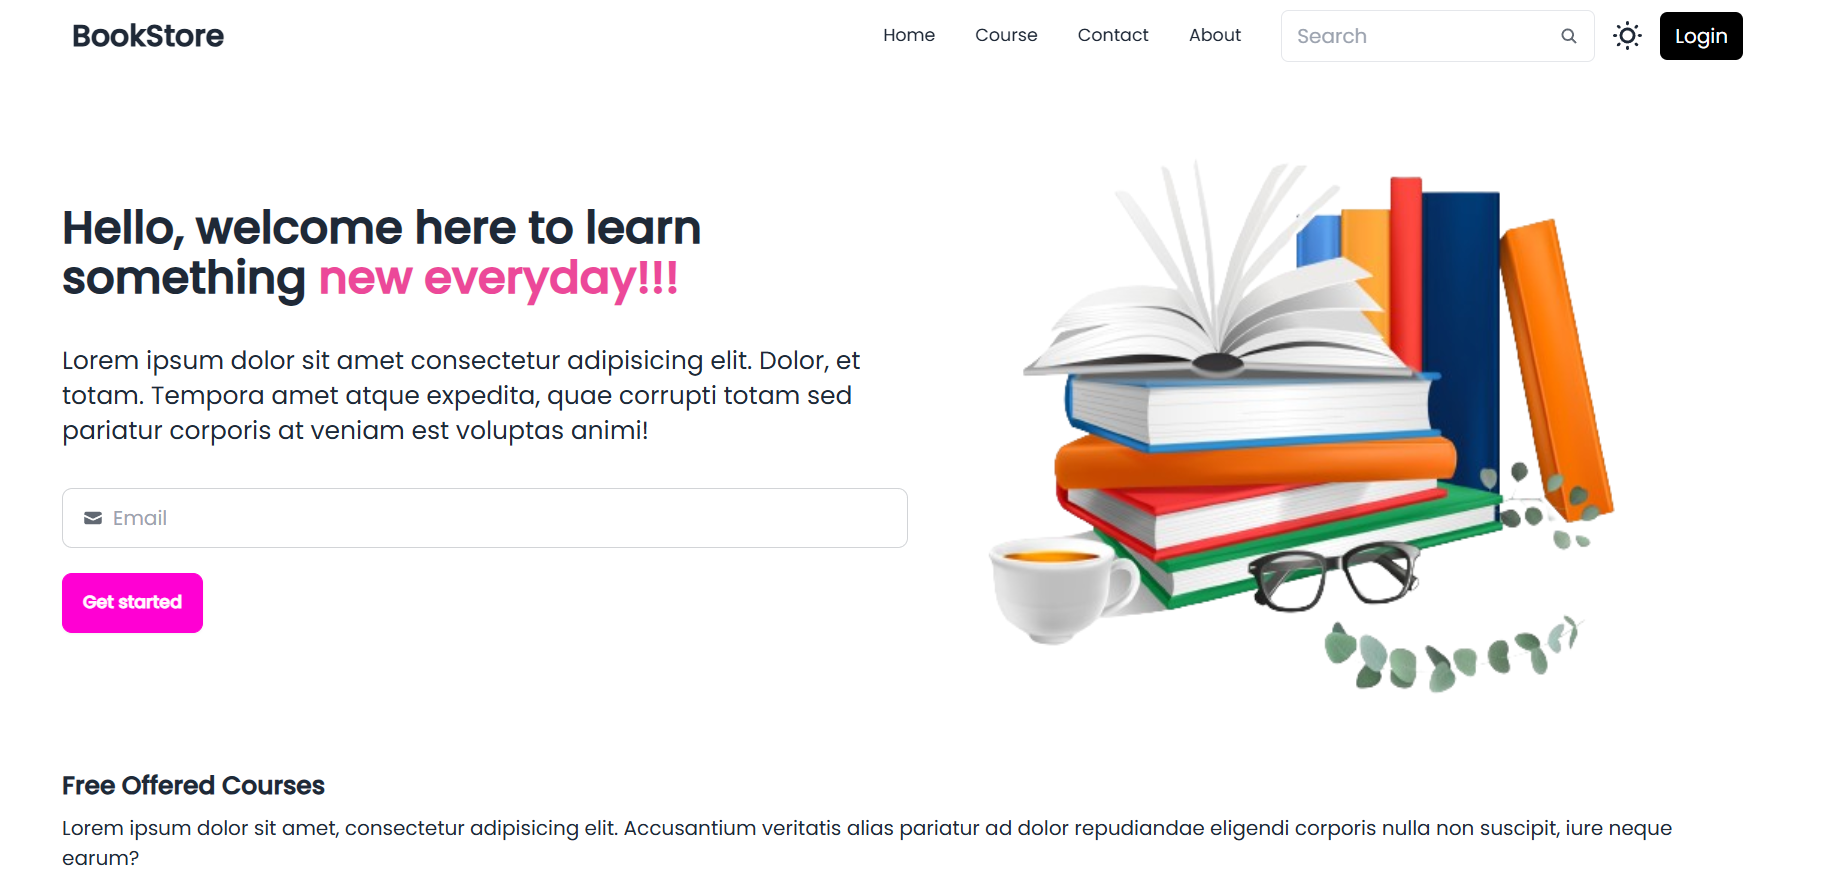 BookStore
Home
Course
Contact
About
Search
Login
Hello, welcome here to learn
something new everyday!!!
Lorem ipsum dolor sit amet consectetur adipisicing elit. Dolor, et
totam. Tempora amet atque expedita, quae corrupti totam sed
pariatur corporis at veniam est voluptas animi!
Email
Get started
Free Offered Courses
Lorem ipsum dolor sit amet, consectetur adipisicing elit. Accusantium veritatis alias pariatur ad dolor repudiandae eligendi corporis nulla non suscipit, iure neque
earum?